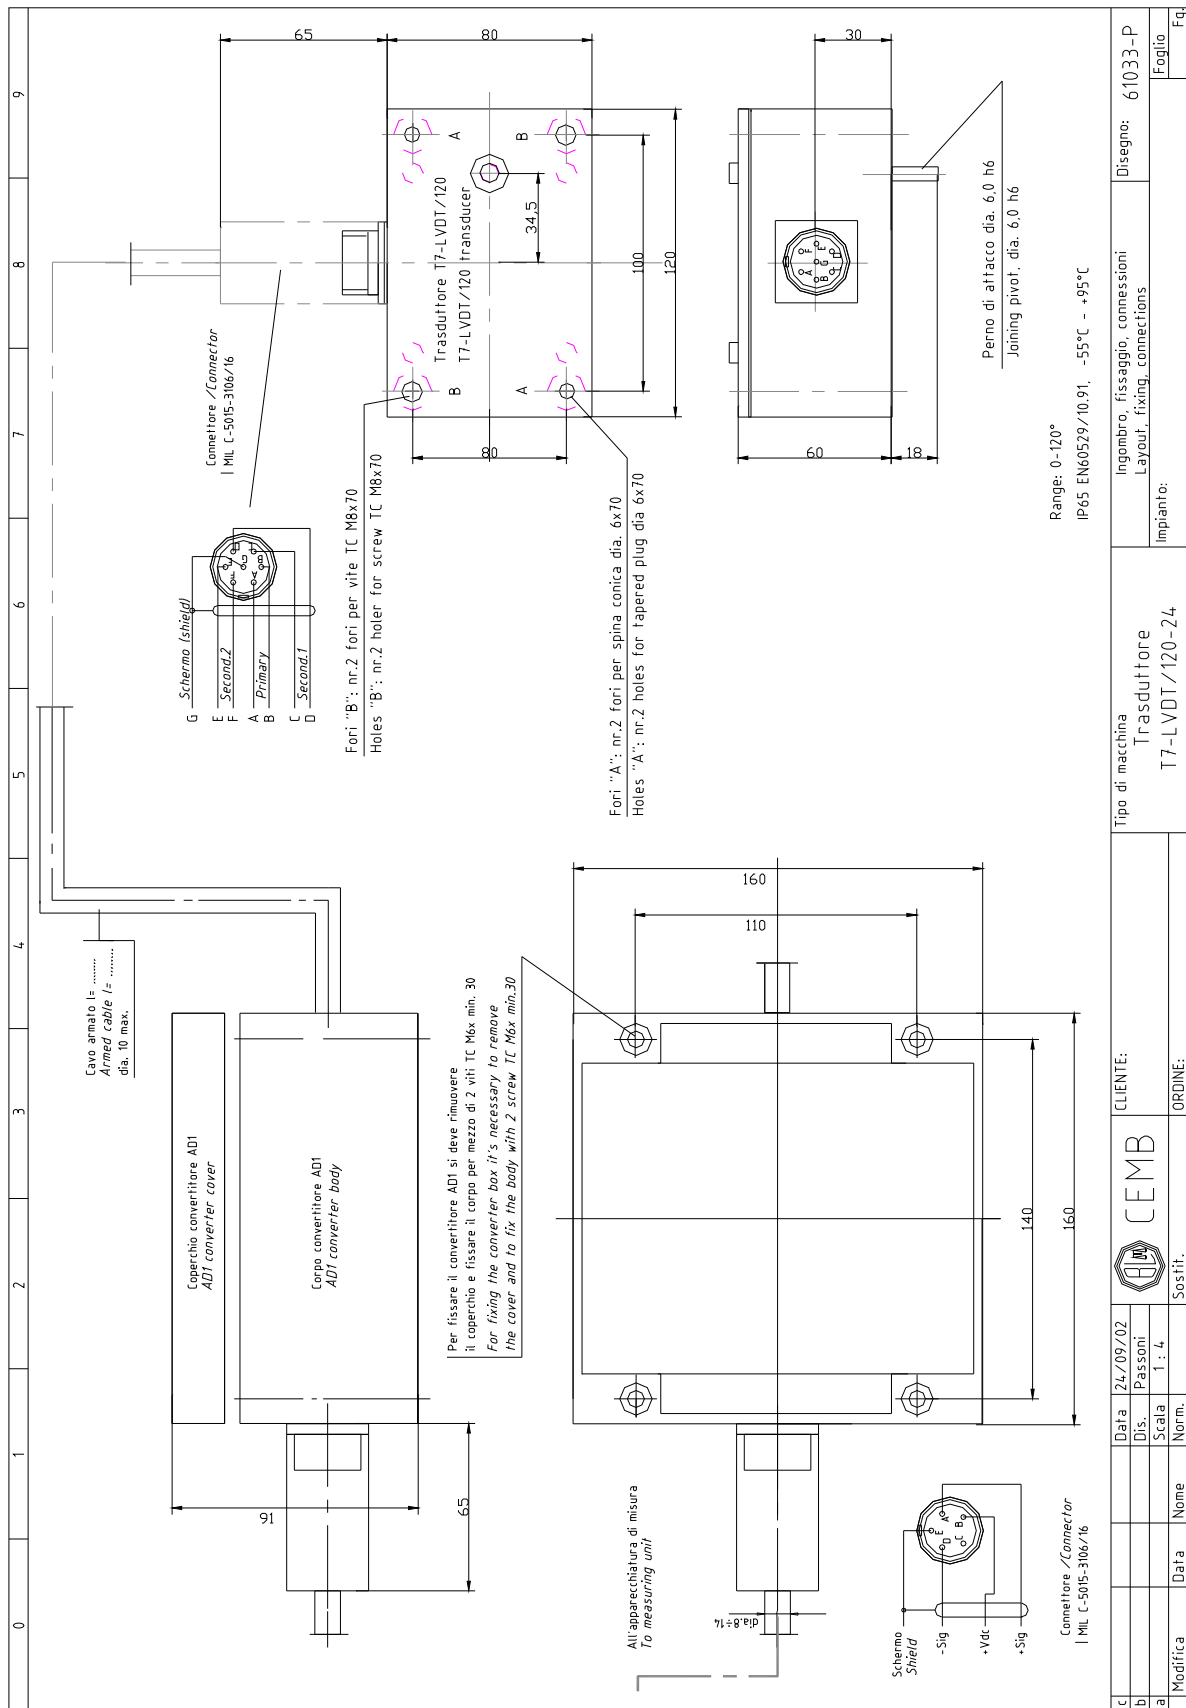 0
1
2
3
4
5
6
7
8
9
Cavo armato l= ........
Armed cable l= ........
dia. 10 max.
Coperchio convertitore AD1
AD1 converter cover
Corpo convertitore AD1
AD1 converter body
91
65
G
Schermo (shield)
E
Second.2
F
A
Primary
B
C
Second.1
D
A
B
C
D
E
F
G
Connettore /Connector
MIL C-5015-3106/16
65
80
Trasduttore T7-LVDT/120
T7-LVDT/120 transducer
A
B
B
A
34,5
100
120
80
Fori "B": nr.2 fori per vite TC M8x70
Holes "B": nr.2 holer for screw TC M8x70
Fori "A": nr.2 fori per spina conica dia. 6x70
Holes "A": nr.2 holes for tapered plug dia 6x70
30
A
B
C
D
E
F
G
60
18
Perno di attacco dia. 6,0 h6
Joining pivot, dia. 6,0 h6
Range: 0-120°
IP65 EN60529/10.91, -55°C - +95°C
Per fissare il convertitore AD1 si deve rimuovere
il coperchio e fissare il corpo per mezzo di 2 viti TC M6x min. 30
For fixing the converter box it's necessary to remove
the cover and to fix the body with 2 screw TC M6x min.30
160
110
140
160
All'apparecchiatura di misura
To measuring unit
dia.8÷14
Schermo
Shield
-Sig
+Vdc
+Sig
A
B
C
D
E
Connettore /Connector
MIL C-5015-3106/16
c
b
a
Modifica
Data
Nome
Data 24/09/02
Dis. Passoni
Scala 1 : 4
Norm.
CEMB
Sostit.
CLIENTE:
ORDINE:
Tipo di macchina
Trasduttore
T7-LVDT/120-24
Ingombro, fissaggio, connessioni
Layout, fixing, connections
Impianto:
Disegno: 61033-P
Foglio
Fg.